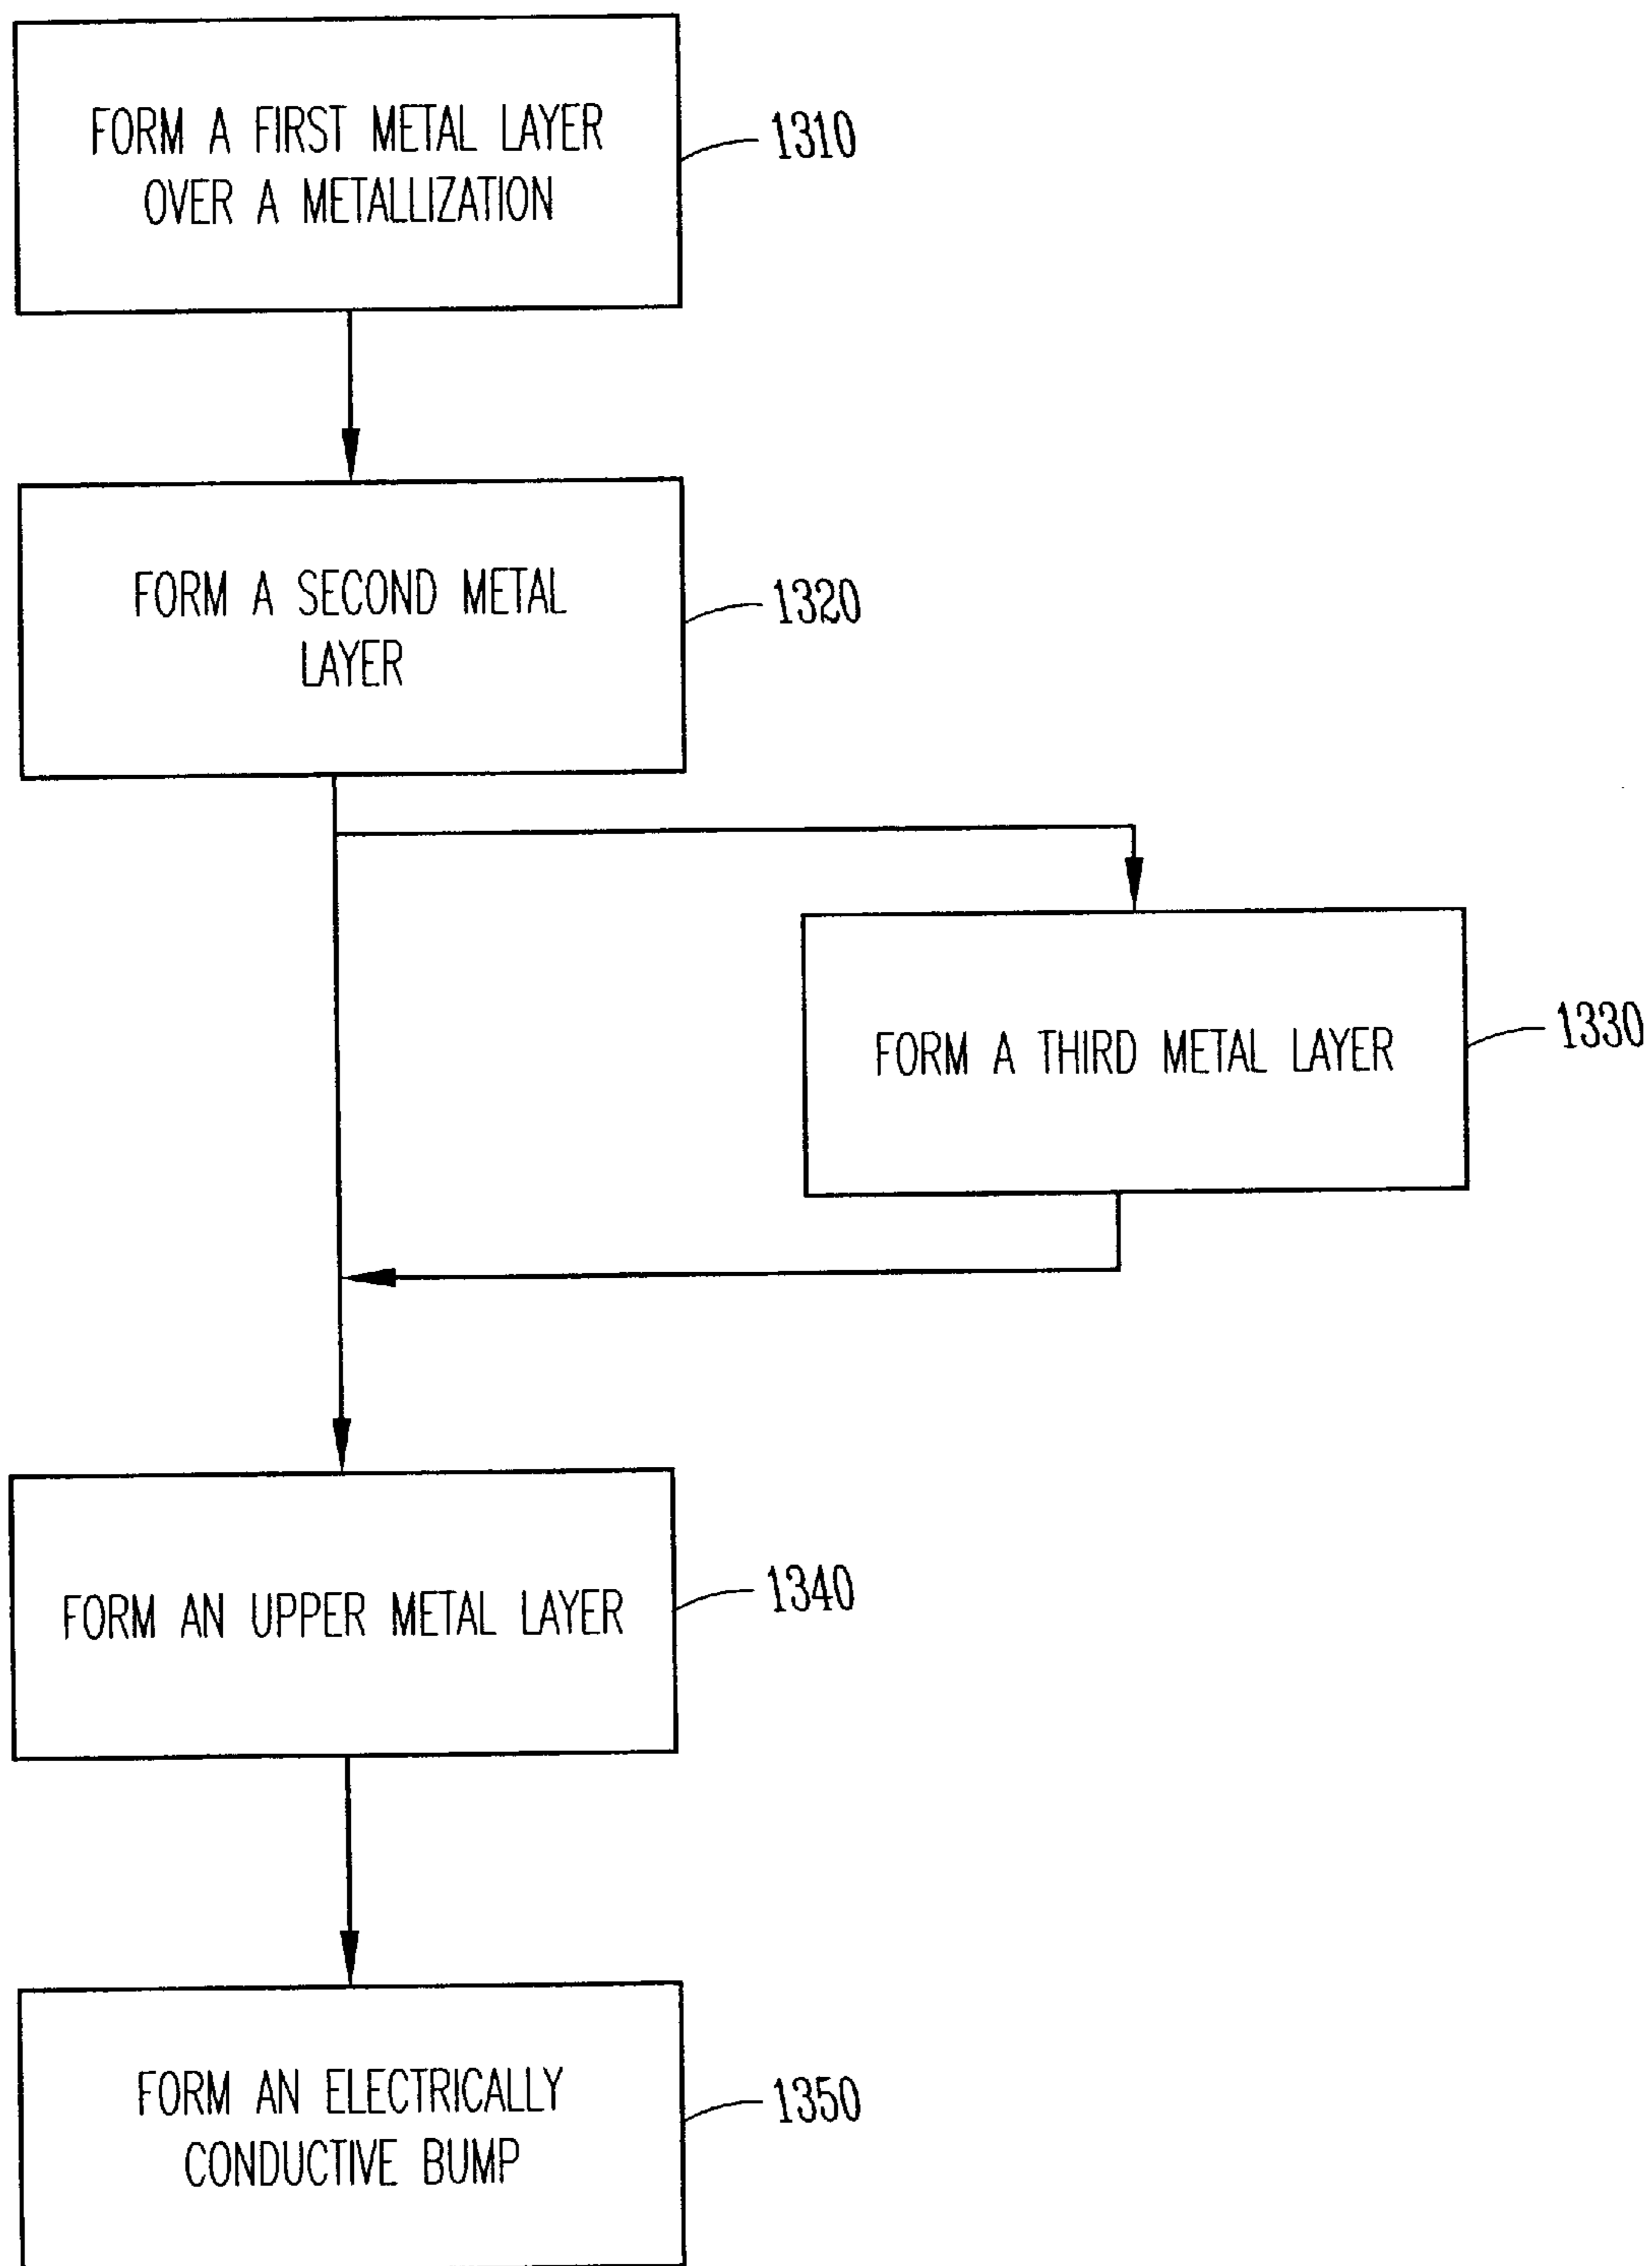 FORM A FIRST METAL LAYER
OVER A METALLIZATION
1310
FORM A SECOND METAL
LAYER
1320
FORM A THIRD METAL LAYER
1330
FORM AN UPPER METAL LAYER
1340
FORM AN ELECTRICALLY
CONDUCTIVE BUMP
1350